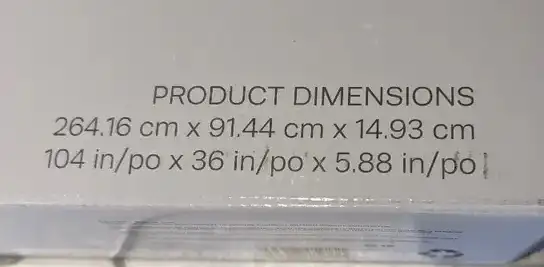 PRODUCT DIMENSIONS
264.16 cm x 91.44 cm x 14.93 cm
104 in/po x 36 in/po x 5.88 in/po